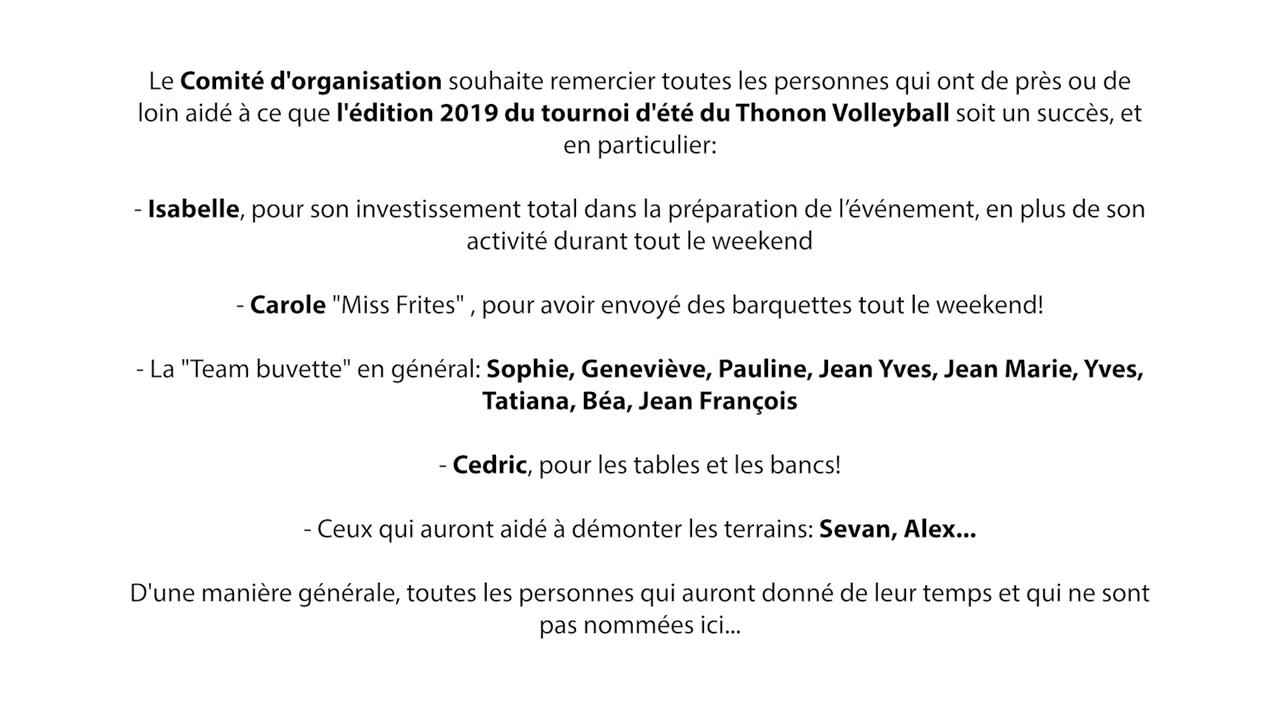 Le Comité d'organisation souhaite remercier toutes les personnes qui ont de près ou de
loin aidé à ce que l'édition 2019 du tournoi d'été du Thonon Volleyball soit un succès, et
en particulier:
- Isabelle, pour son investissement total dans la préparation de l’événement, en plus de son
activité durant tout le weekend
- Carole "Miss Frites" , pour avoir envoyé des barquettes tout le weekend!
- La "Team buvette" en général: Sophie, Geneviève, Pauline, Jean Yves, Jean Marie, Yves,
Tatiana, Béa, Jean François
- Cedric, pour les tables et les bancs!
- Ceux qui auront aidé à démonter les terrains: Sevan, Alex...
D'une manière générale, toutes les personnes qui auront donné de leur temps et qui ne sont
pas nommées ici...